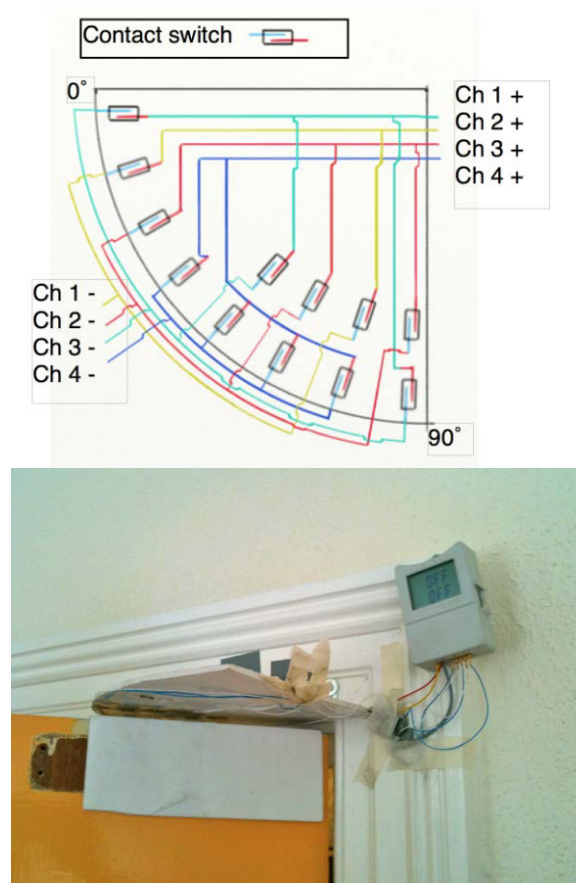 Contact switch
0°
Ch 1 +
Ch 2 +
Ch 3 +
Ch 4 +
Ch 1 -
Ch 2 -
Ch 3 -
Ch 4 -
90°
OFF
OFF